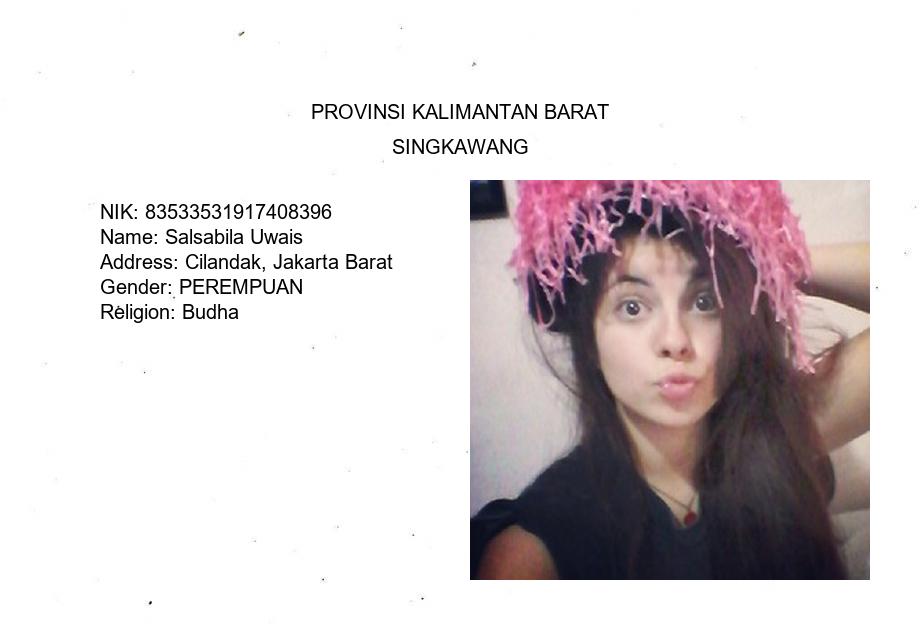 PROVINSI KALIMANTAN BARAT
SINGKAWANG
NIK: 83533531917408396
Name: Salsabila Uwais
Address: Cilandak, Jakarta Barat
Gender: PEREMPUAN
Religion: Budha